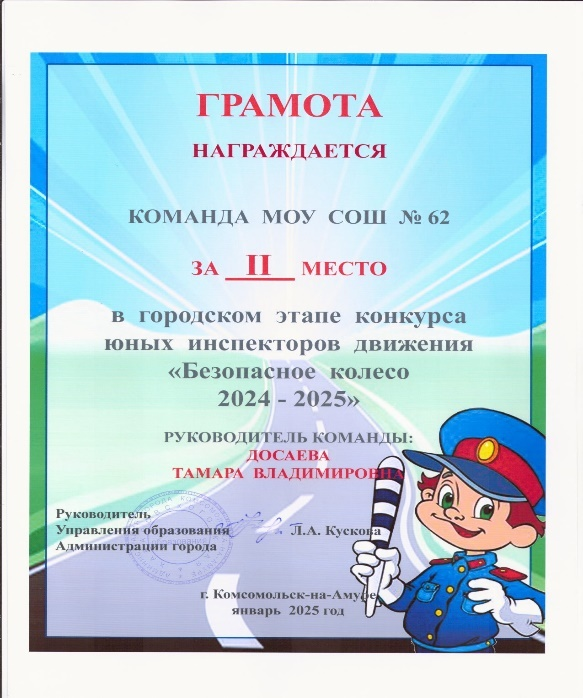 ГРАМОТА
НАГРАЖДАЕТСЯ
КОМАНДА МОУ СОШ № 62
ЗА II МЕСТО
в городском этапе конкурса
юных инспекторов движения
«Безопасное колесо
2024 - 2025»
РУКОВОДИТЕЛЬ КОМАНДЫ:
ДОСАЕВА
ТАМАРА ВЛАДИМИРОВНА
Руководитель
Управления образования Л.А. Кускова
Администрации города
г. Комсомольск-на-Амуре
январь 2025 год